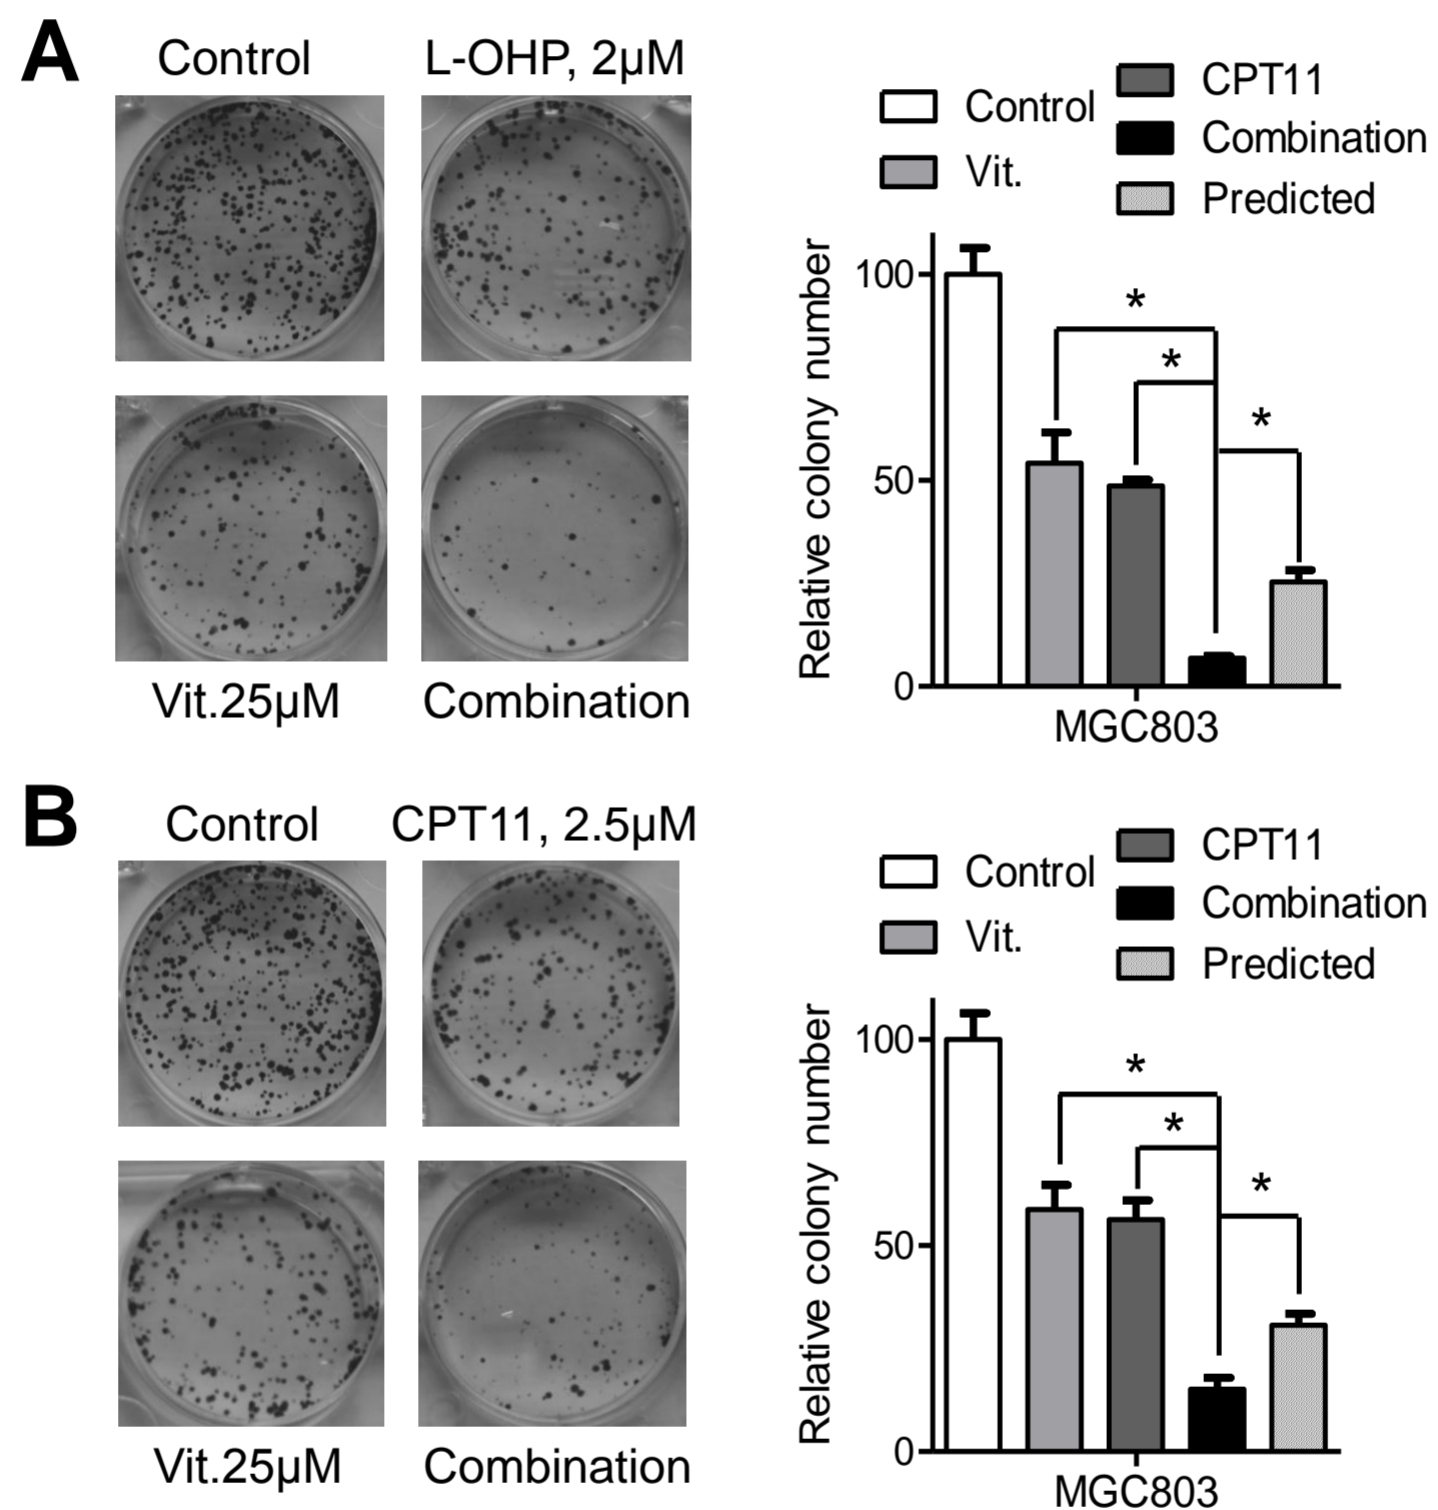 A
Control
L-OHP, 2μM
Vit.25μM
Combination
Control
Vit.
CPT11
Combination
Predicted
Relative colony number
100
50
0
*
*
*
MGC803
B
Control
CPT11, 2.5μM
Vit.25μM
Combination
Control
Vit.
CPT11
Combination
Predicted
Relative colony number
100
50
0
*
*
*
MGC803